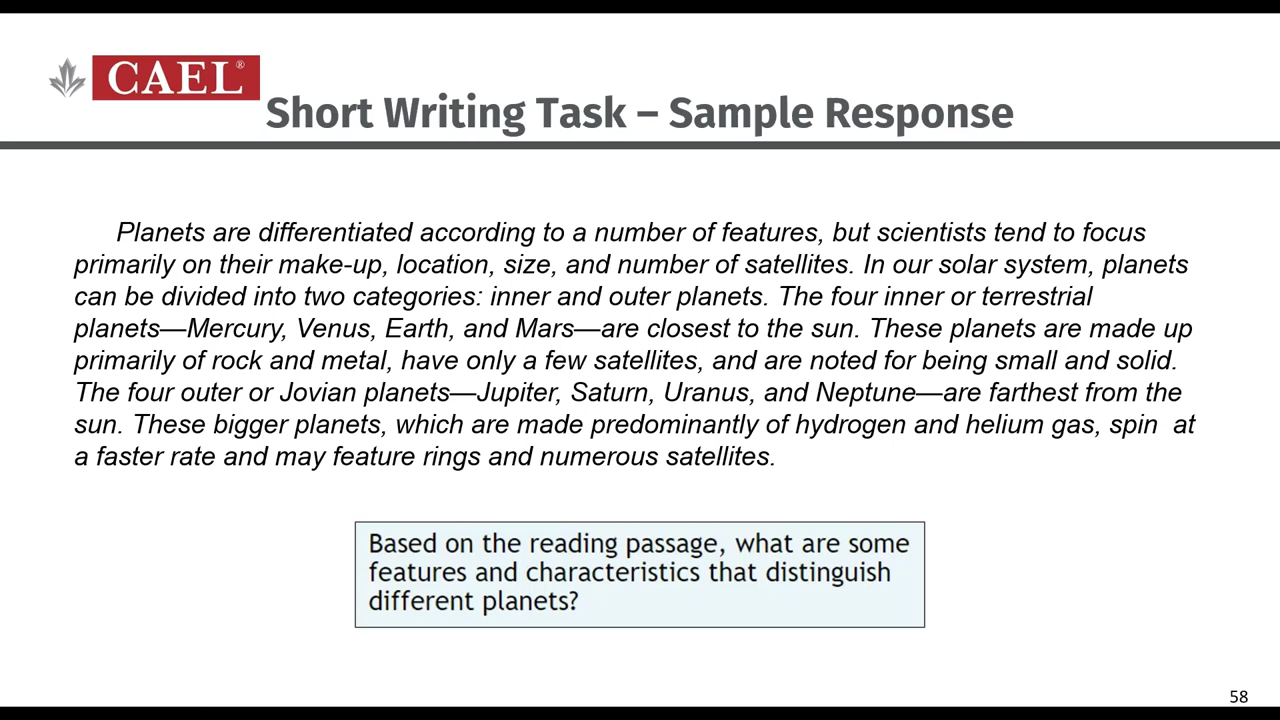 CAEL®
Short Writing Task – Sample Response
Planets are differentiated according to a number of features, but scientists tend to focus
primarily on their make-up, location, size, and number of satellites. In our solar system, planets
can be divided into two categories: inner and outer planets. The four inner or terrestrial
planets—Mercury, Venus, Earth, and Mars—are closest to the sun. These planets are made up
primarily of rock and metal, have only a few satellites, and are noted for being small and solid.
The four outer or Jovian planets—Jupiter, Saturn, Uranus, and Neptune—are farthest from the
sun. These bigger planets, which are made predominantly of hydrogen and helium gas, spin at
a faster rate and may feature rings and numerous satellites.
Based on the reading passage, what are some
features and characteristics that distinguish
different planets?
58